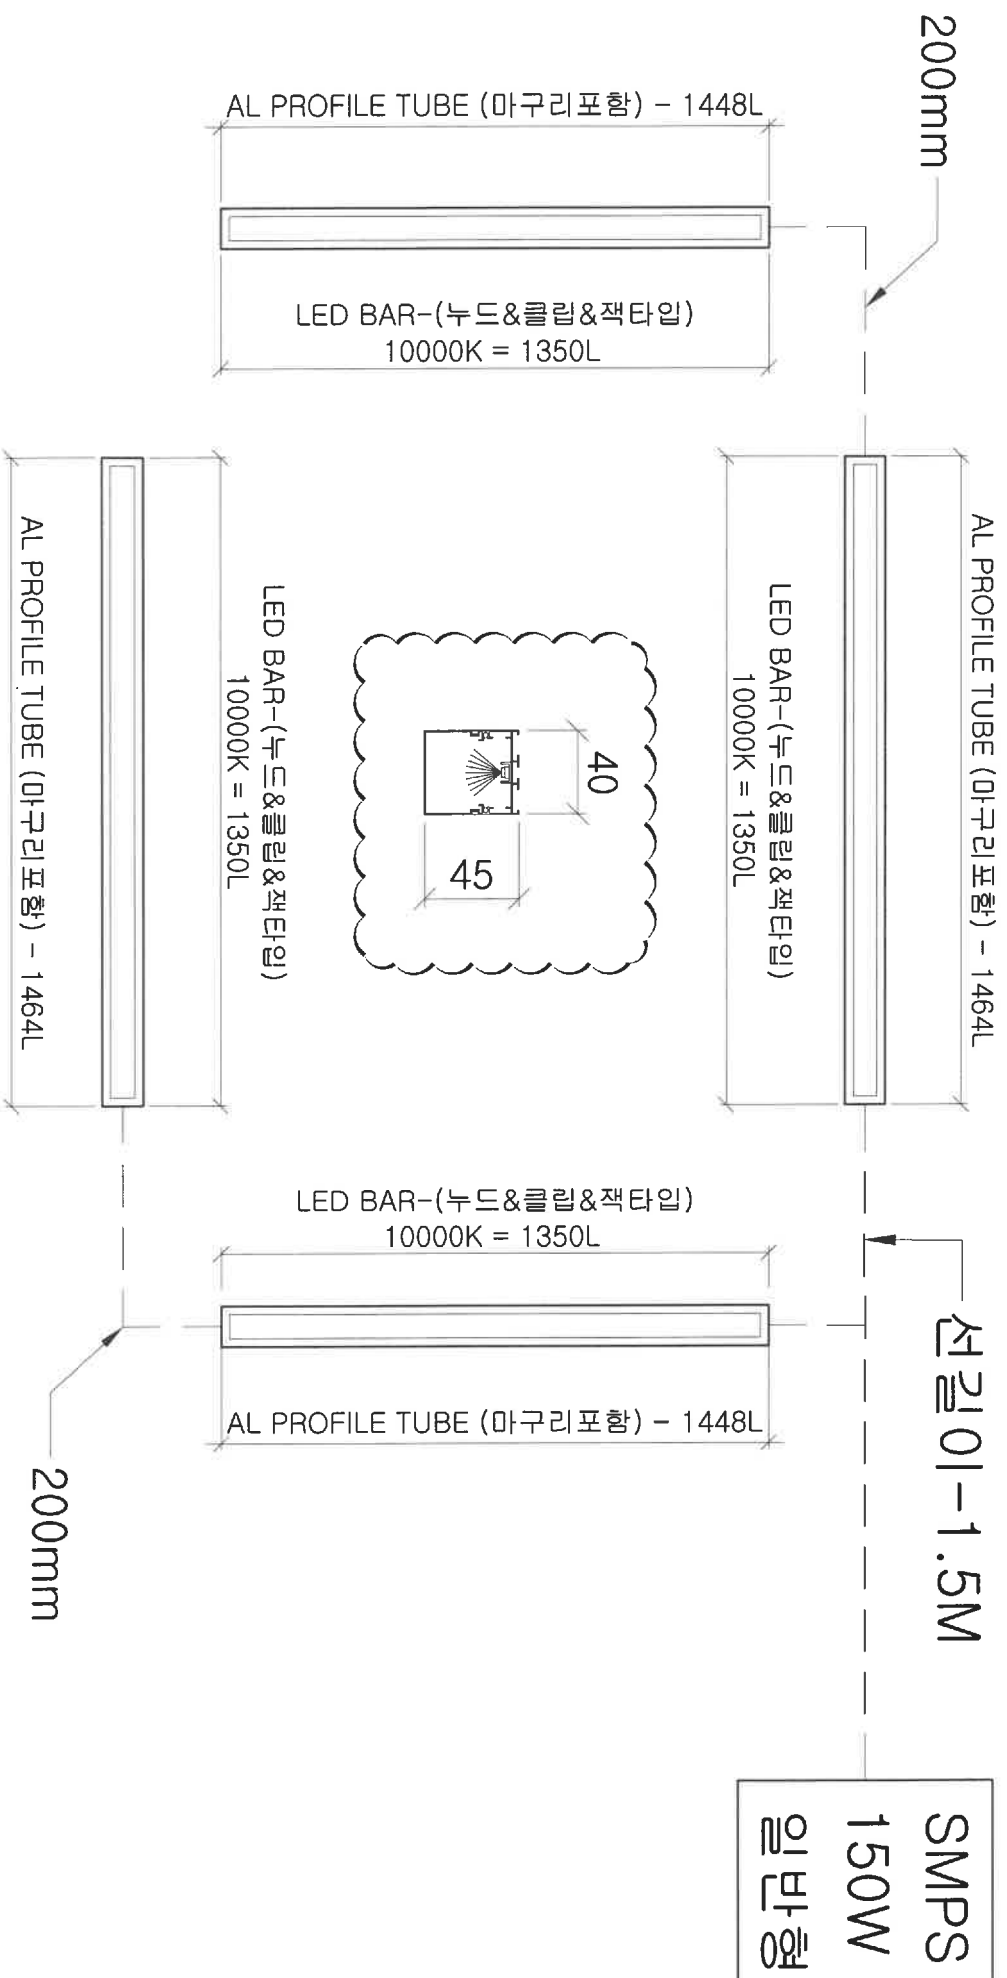 200mm
AL PROFILE TUBE (마구리포함) - 1448L
LED BAR-(누드&클립&잭타입)
10000K = 1350L
AL PROFILE TUBE (마구리포함) - 1464L
LED BAR-(누드&클립&잭타입)
10000K = 1350L
40
45
LED BAR-(누드&클립&잭타입)
10000K = 1350L
AL PROFILE TUBE (마구리포함) - 1464L
LED BAR-(누드&클립&잭타입)
10000K = 1350L
AL PROFILE TUBE (마구리포함) - 1448L
선길이-1.5M
200mm
SMPS
150W
일반형